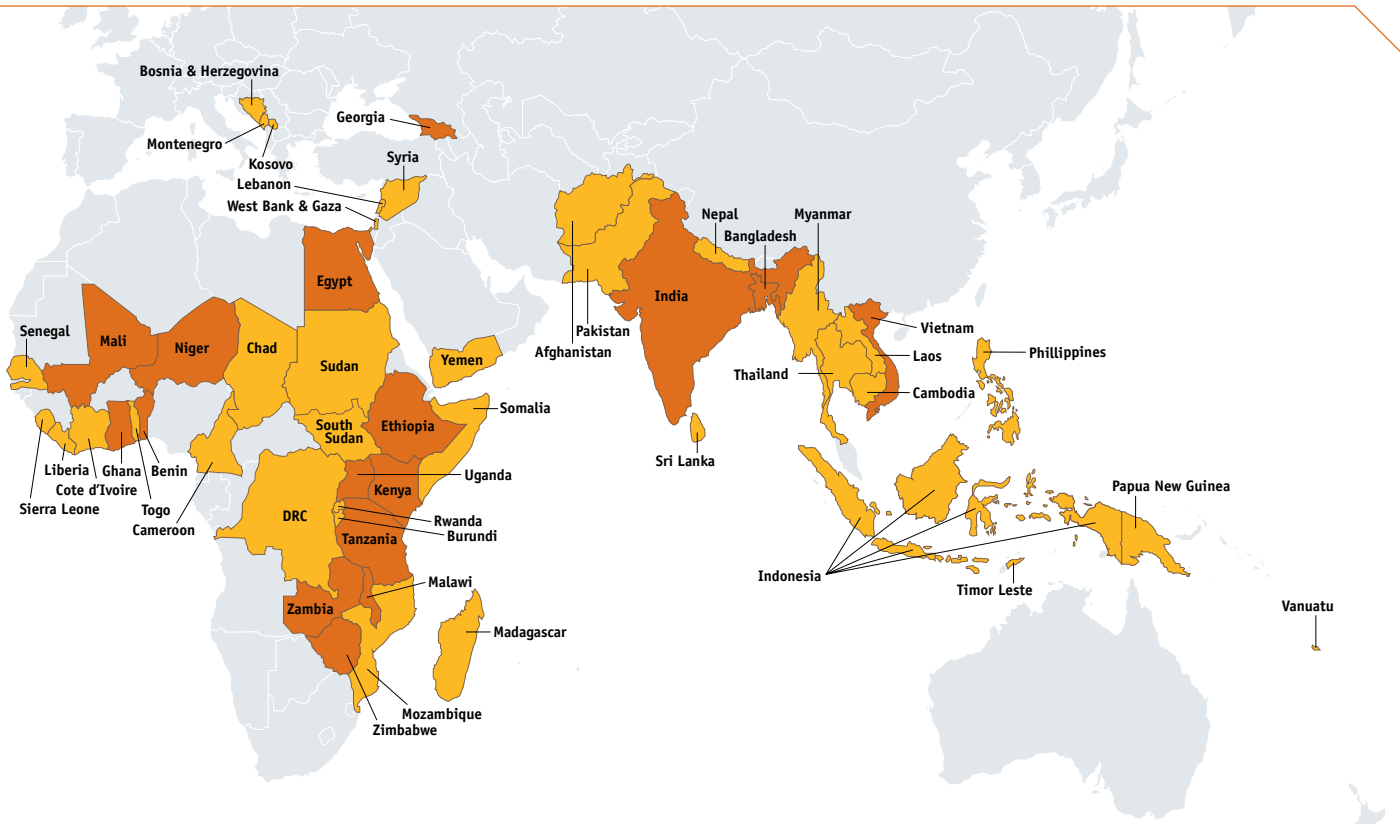 Bosnia & Herzegovina
Georgia
Montenegro
Kosovo
Syria
Lebanon
West Bank & Gaza
Nepal
Myanmar
Bangladesh
Egypt
India
Senegal
Mali
Niger
Chad
Sudan
Yemen
Pakistan
Afghanistan
Vietnam
Laos
Phillippines
Thailand
Cambodia
Somalia
South
Sudan
Ethiopia
Sri Lanka
Liberia
Ghana
Benin
Cote d’Ivoire
Sierra Leone
Togo
Cameroon
Uganda
Kenya
DRC
Rwanda
Burundi
Tanzania
Papua New Guinea
Indonesia
Timor Leste
Malawi
Zambia
Madagascar
Vanuatu
Mozambique
Zimbabwe